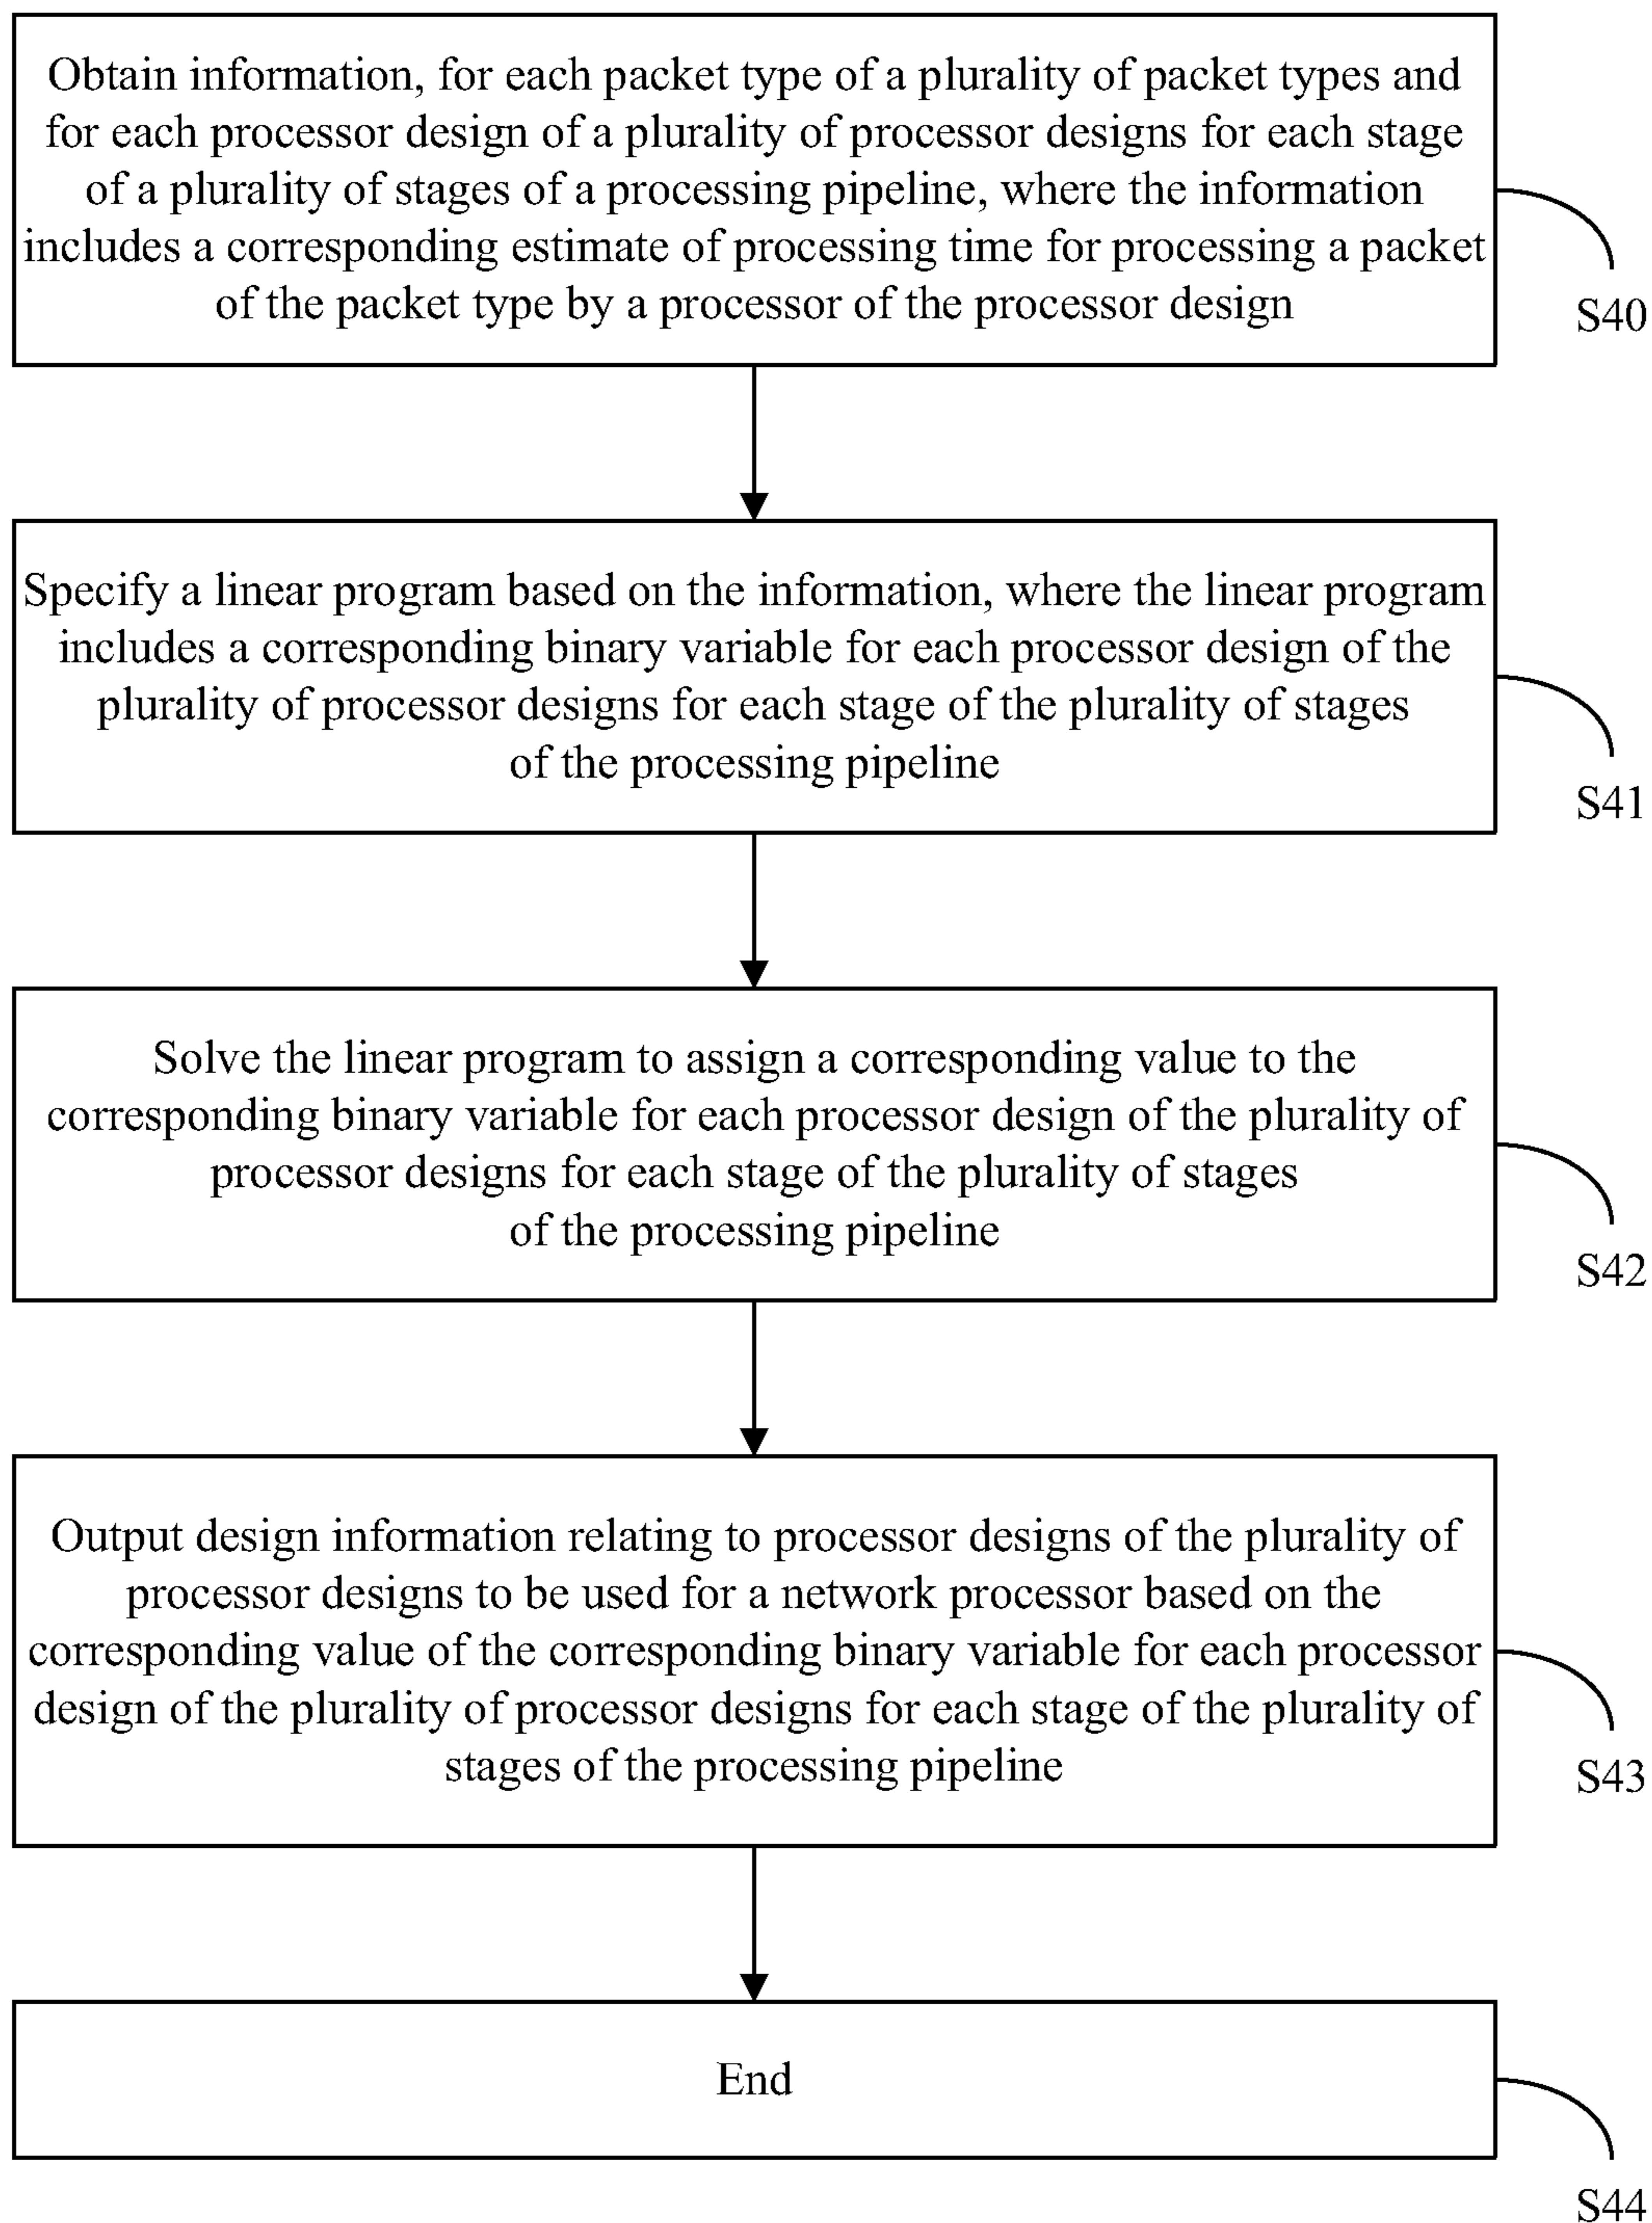 Obtain information, for each packet type of a plurality of packet types and
for each processor design of a plurality of processor designs for each stage
of a plurality of stages of a processing pipeline, where the information
includes a corresponding estimate of processing time for processing a packet
of the packet type by a processor of the processor design
S40
Specify a linear program based on the information, where the linear program
includes a corresponding binary variable for each processor design of the
plurality of processor designs for each stage of the plurality of stages
of the processing pipeline
S41
Solve the linear program to assign a corresponding value to the
corresponding binary variable for each processor design of the plurality of
processor designs for each stage of the plurality of stages
of the processing pipeline
S42
Output design information relating to processor designs of the plurality of
processor designs to be used for a network processor based on the
corresponding value of the corresponding binary variable for each processor
design of the plurality of processor designs for each stage of the plurality of
stages of the processing pipeline
S43
End
S44